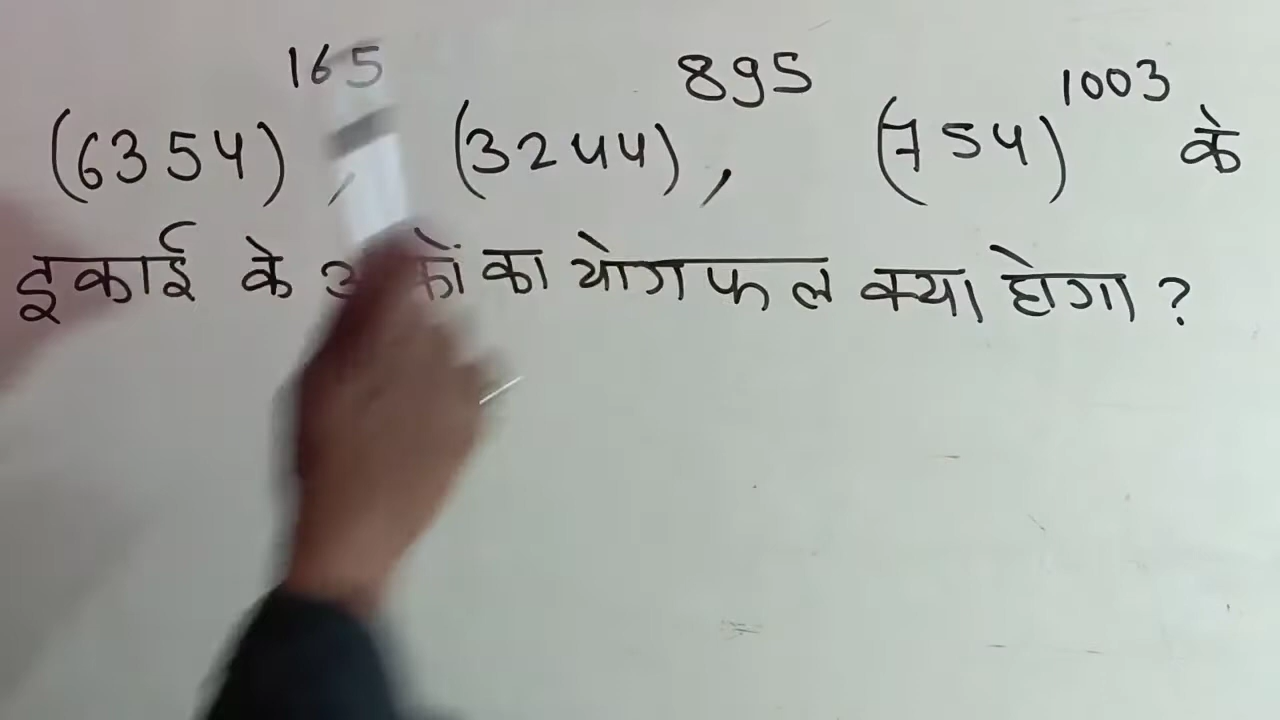 (6354)^165, (3244)^895, (754)^1003 के
इकाई के का योगफल क्या होगा?